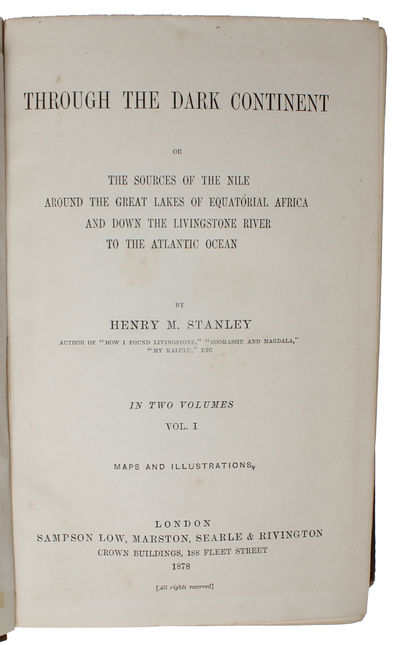 THROUGH THE DARK CONTINENT
OR
THE SOURCES OF THE NILE
AROUND THE GREAT LAKES OF EQUATORIAL AFRICA
AND DOWN THE LIVINGSTONE RIVER
TO THE ATLANTIC OCEAN
BY
HENRY M. STANLEY
AUTHOR OF "HOW I FOUND LIVINGSTONE," "COOMASSIE AND MAGDALA,"
"MY KALULU," ETC
IN TWO VOLUMES
VOL. I
MAPS AND ILLUSTRATIONS
LONDON
SAMPSON LOW, MARSTON, SEARLE & RIVINGTON
CROWN BUILDINGS, 188 FLEET STREET
1878
[All rights reserved]